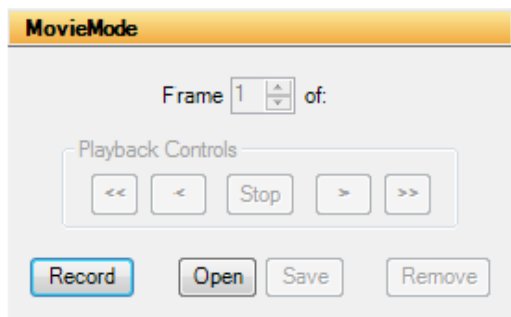 MovieMode
Frame 1 of:
Playback Controls
<< < Stop > >>
Record Open Save Remove